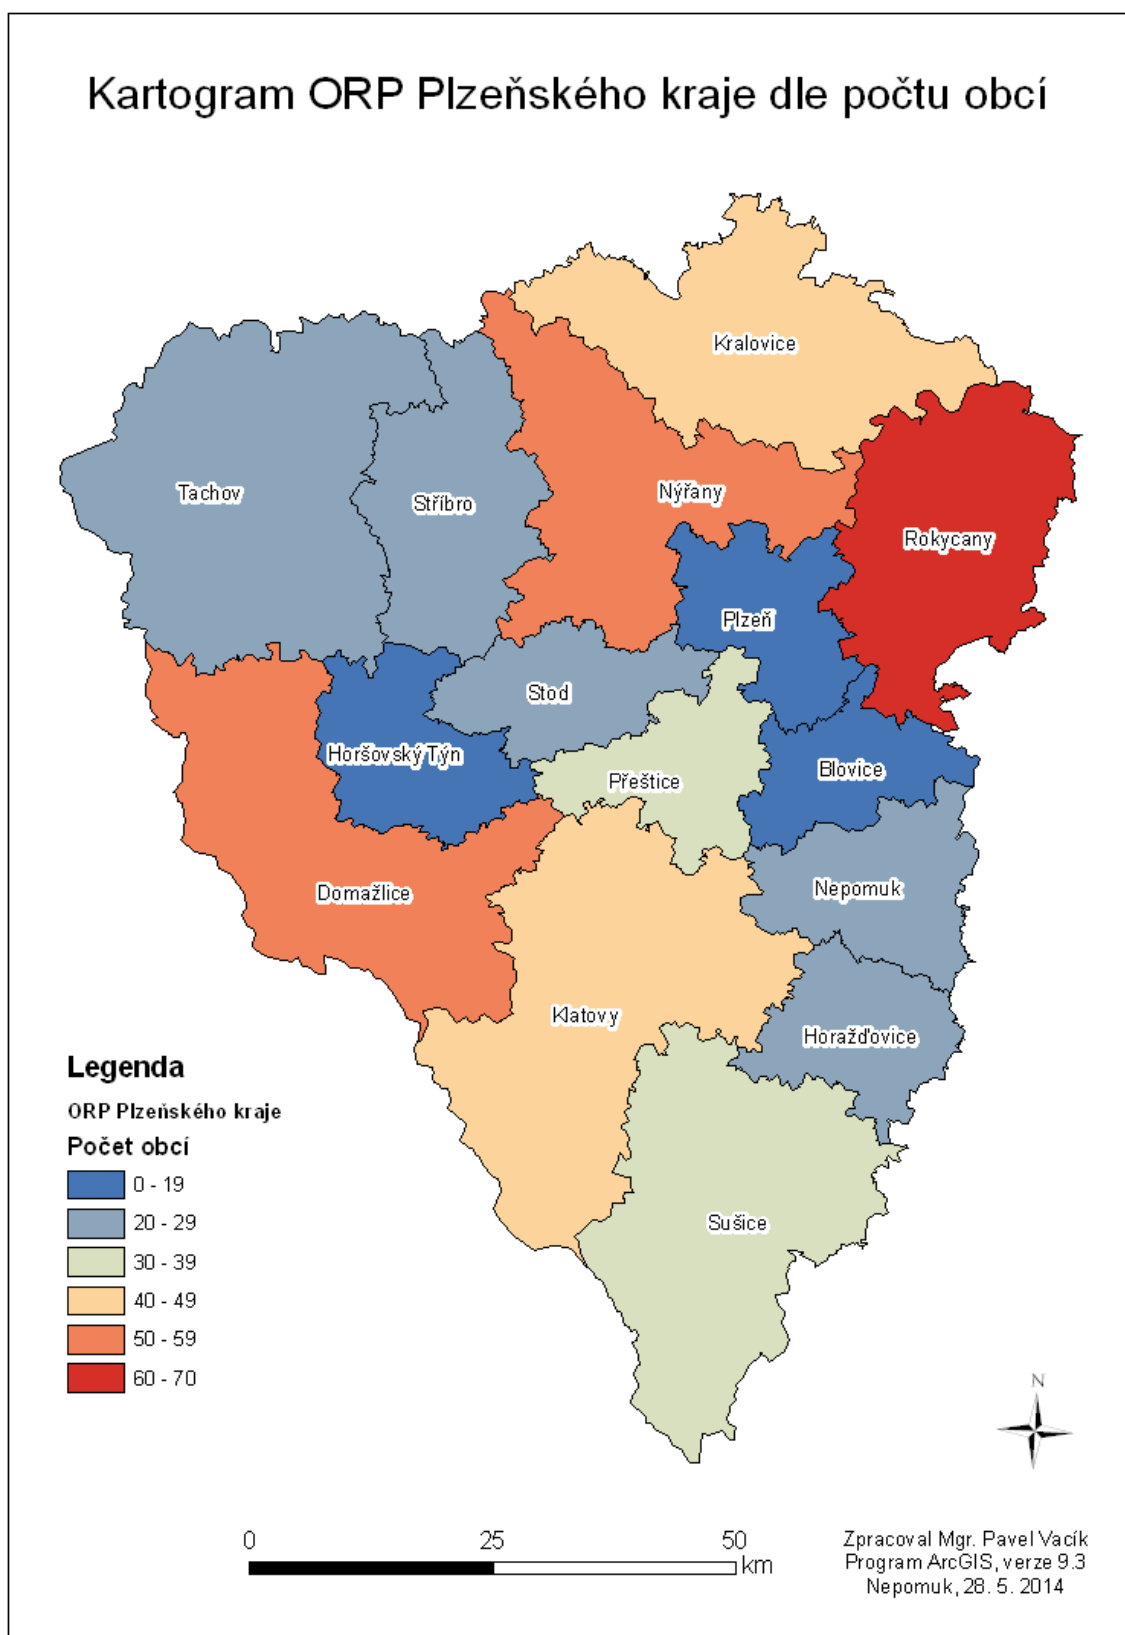 Kartogram ORP Plzeňského kraje dle počtu obcí
Kralovice
Tachov
Stříbro
Nýřany
Rokycany
Plzeň
Stod
Horšovský Týn
Přeštice
Blovice
Domažlice
Nepomuk
Klatovy
Horažďovice
Sušice
Legenda
ORP Plzeňského kraje
Počet obcí
0 - 19
20 - 29
30 - 39
40 - 49
50 - 59
60 - 70
N
0 25 50
km
Zpracoval Mgr. Pavel Vacík
Program ArcGIS, verze 9.3
Nepomuk, 28. 5. 2014